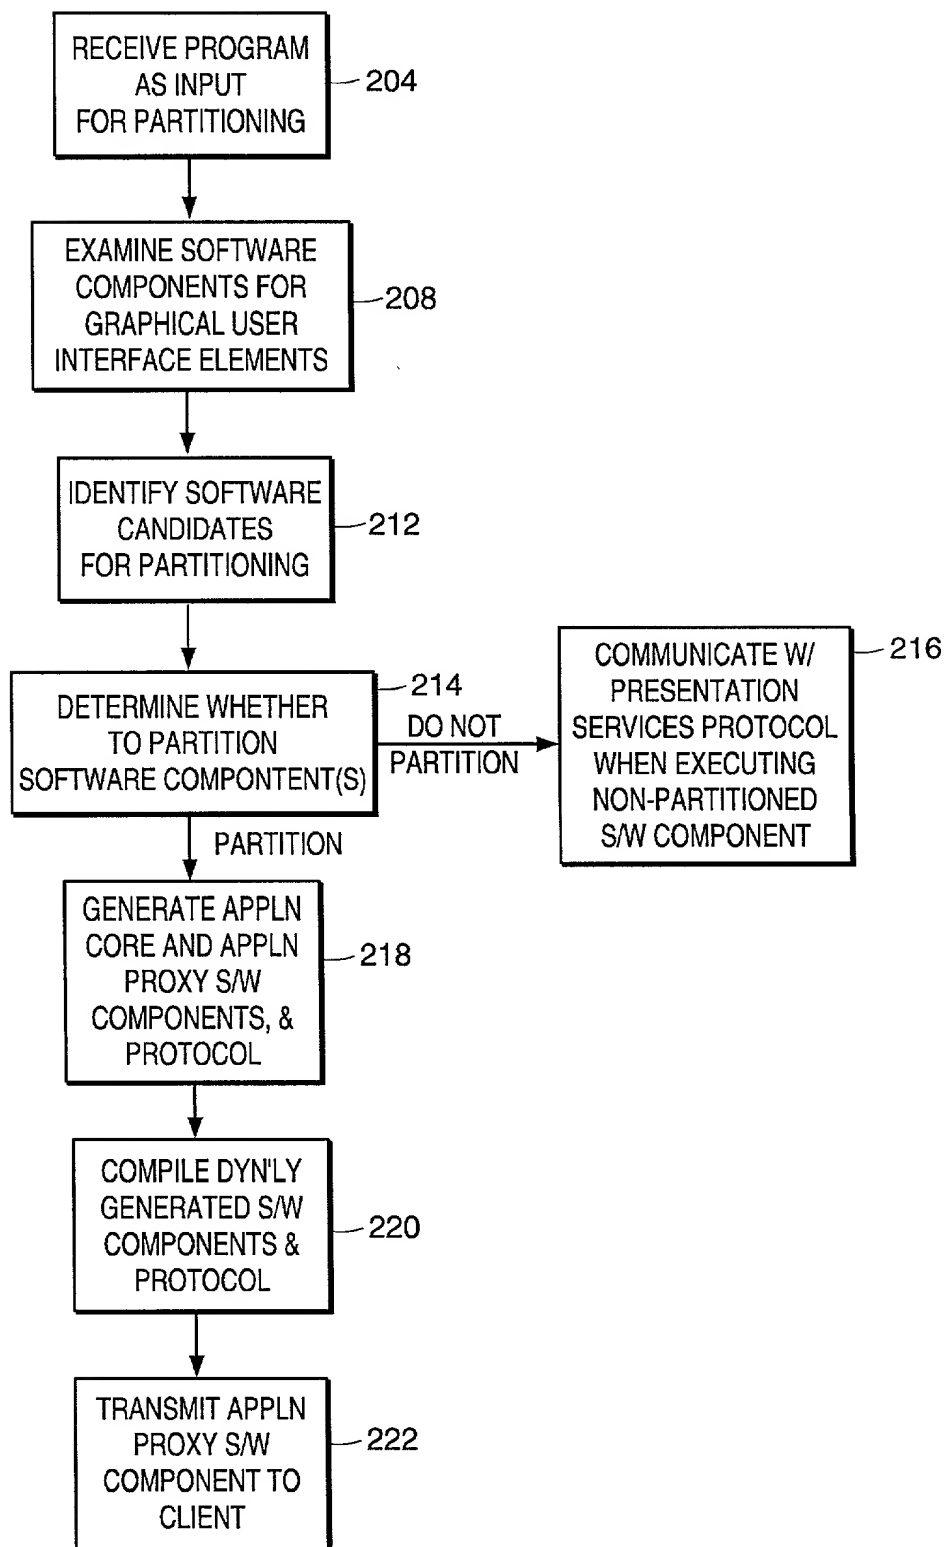 RECEIVE PROGRAM
AS INPUT
FOR PARTITIONING
204
EXAMINE SOFTWARE
COMPONENTS FOR
GRAPHICAL USER
INTERFACE ELEMENTS
208
IDENTIFY SOFTWARE
CANDIDATES
FOR PARTITIONING
212
DETERMINE WHETHER
TO PARTITION
SOFTWARE COMPONTENT(S)
214
DO NOT
PARTITION
COMMUNICATE W/
PRESENTATION
SERVICES PROTOCOL
WHEN EXECUTING
NON-PARTITIONED
S/W COMPONENT
216
PARTITION
GENERATE APPLN
CORE AND APPLN
PROXY S/W
COMPONENTS, &
PROTOCOL
218
COMPILE DYN'LY
GENERATED S/W
COMPONENTS &
PROTOCOL
220
TRANSMIT APPLN
PROXY S/W
COMPONENT TO
CLIENT
222